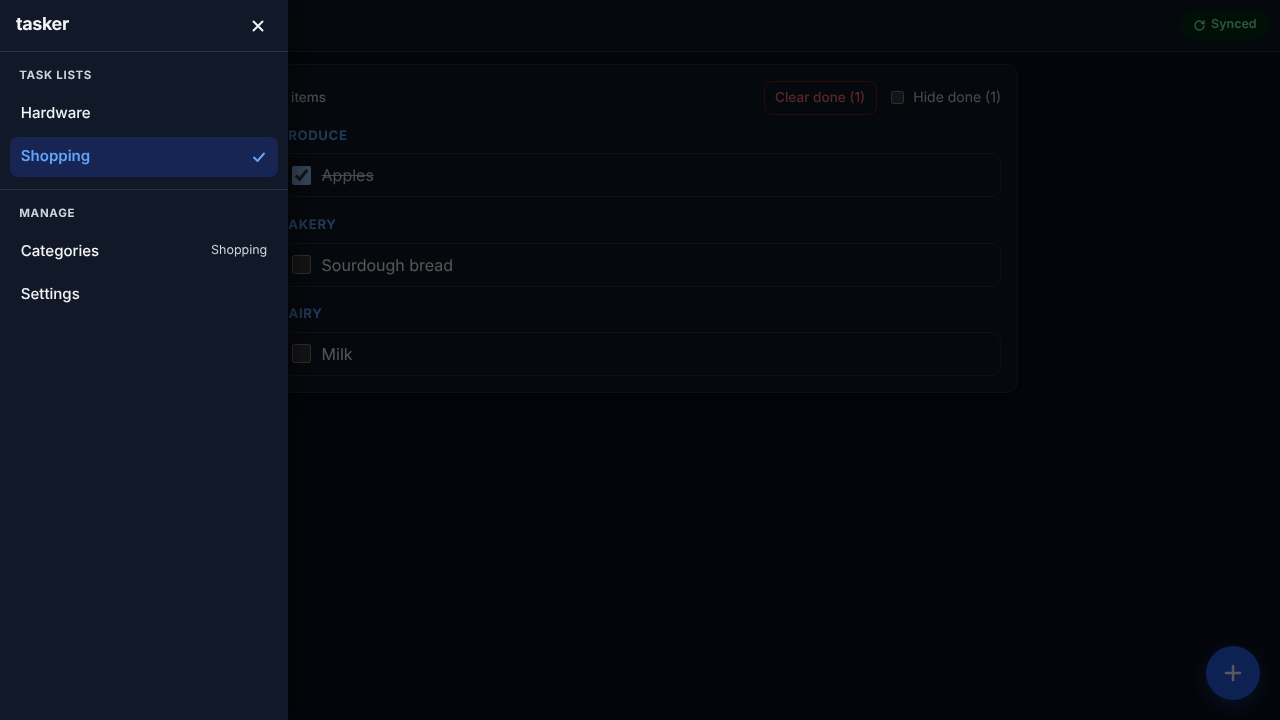 tasker
Synced
TASK LISTS
Hardware
Shopping
MANAGE
Categories Shopping
Settings
items
Clear done (1)
Hide done (1)
RODUCE
Apples
AKERY
Sourdough bread
AIRY
Milk